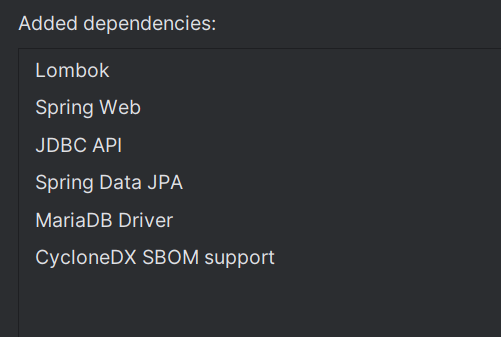 Added dependencies:
Lombok
Spring Web
JDBC API
Spring Data JPA
MariaDB Driver
CycloneDX SBOM support